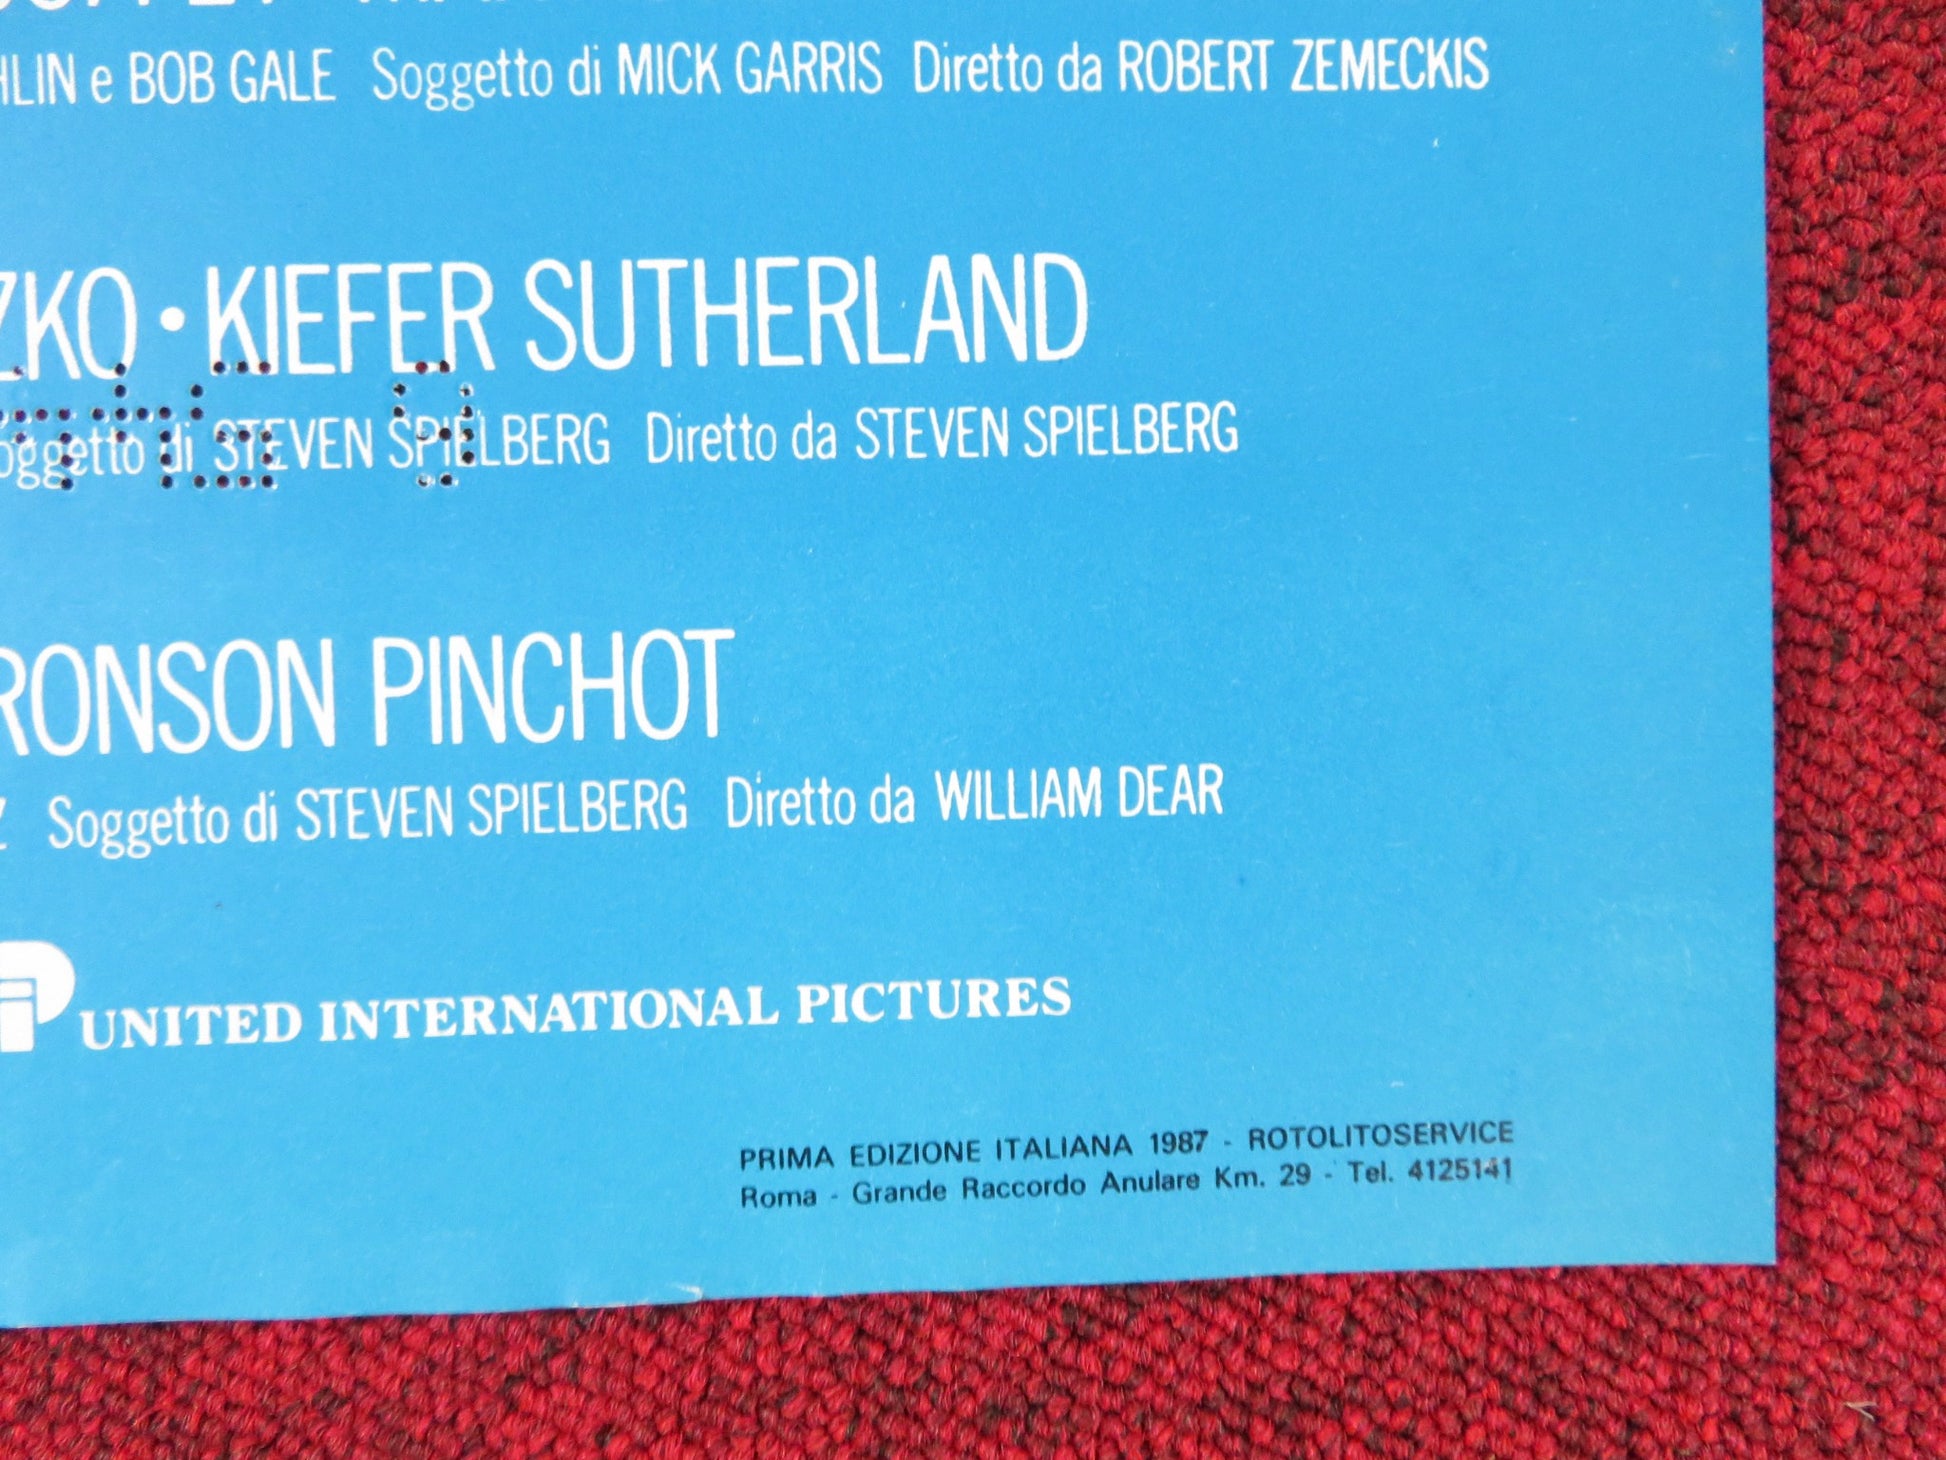 HLIN e BOB GALE Soggetto di MICK GARRIS Diretto da ROBERT ZEMECKIS
ZKO • KIEFER SUTHERLAND
oggetto di STEVEN SPIELBERG Diretto da STEVEN SPIELBERG
RONSON PINCHOT
Z Soggetto di STEVEN SPIELBERG Diretto da WILLIAM DEAR
UNITED INTERNATIONAL PICTURES
PRIMA EDIZIONE ITALIANA 1987 - ROTOLITOSERVICE
Roma - Grande Raccordo Anulare Km. 29 - Tel. 4125141